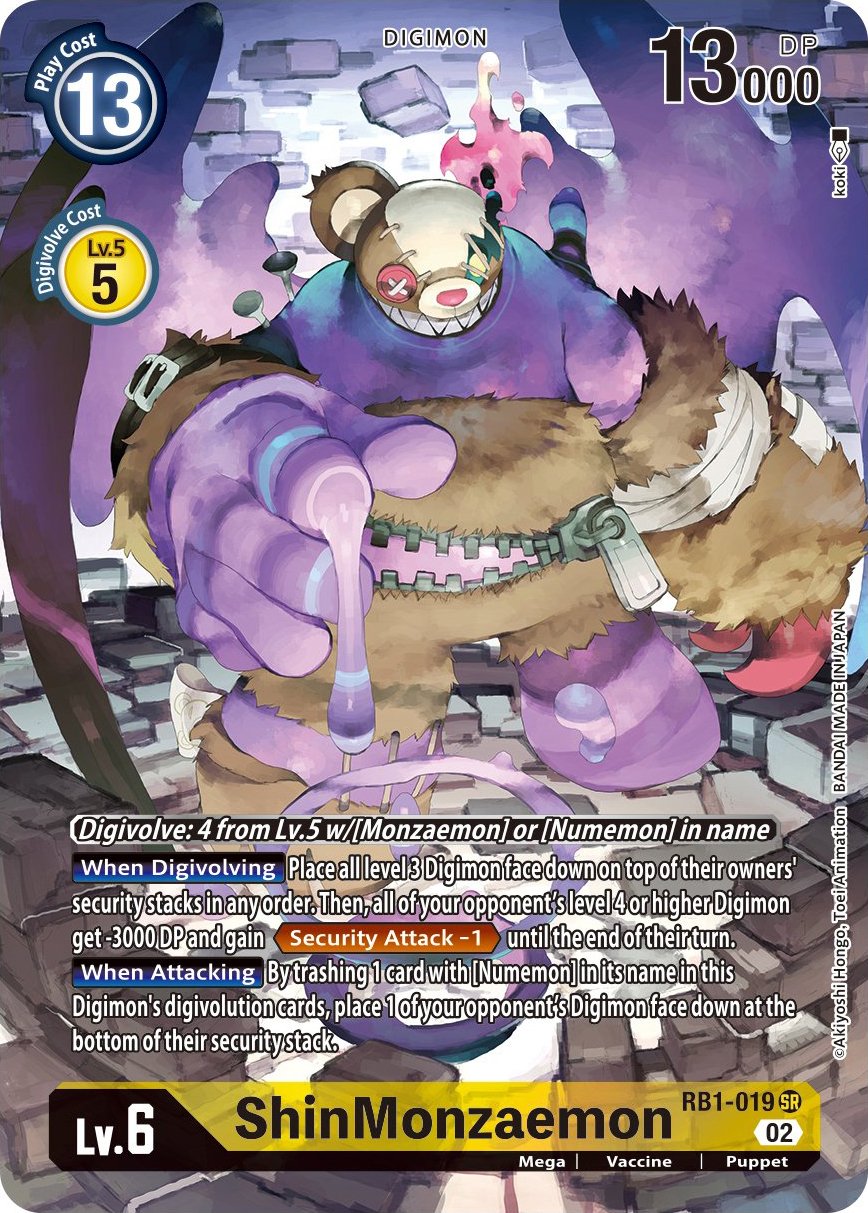 DIGIMON
Play Cost
13
13000
DP
Digivolve Cost
Lv.5
5
koki
Digivolve: 4 from Lv.5 w/[Monzaemon] or [Numemon] in name
When Digivolving Place all level 3 Digimon face down on top of their owners'
security stacks in any order. Then, all of your opponent's level 4 or higher Digimon
get -3000 DP and gain Security Attack -1 until the end of their turn.
When Attacking By trashing 1 card with [Numemon] in its name in this
Digimon's digivolution cards, place 1 of your opponent's Digimon face down at the
bottom of their security stack.
©Akiyoshi Hongo, Toei Animation BANDAI MADE IN JAPAN
Lv.6
ShinMonzaemon
RB1-019 SR
02
Mega | Vaccine | Puppet